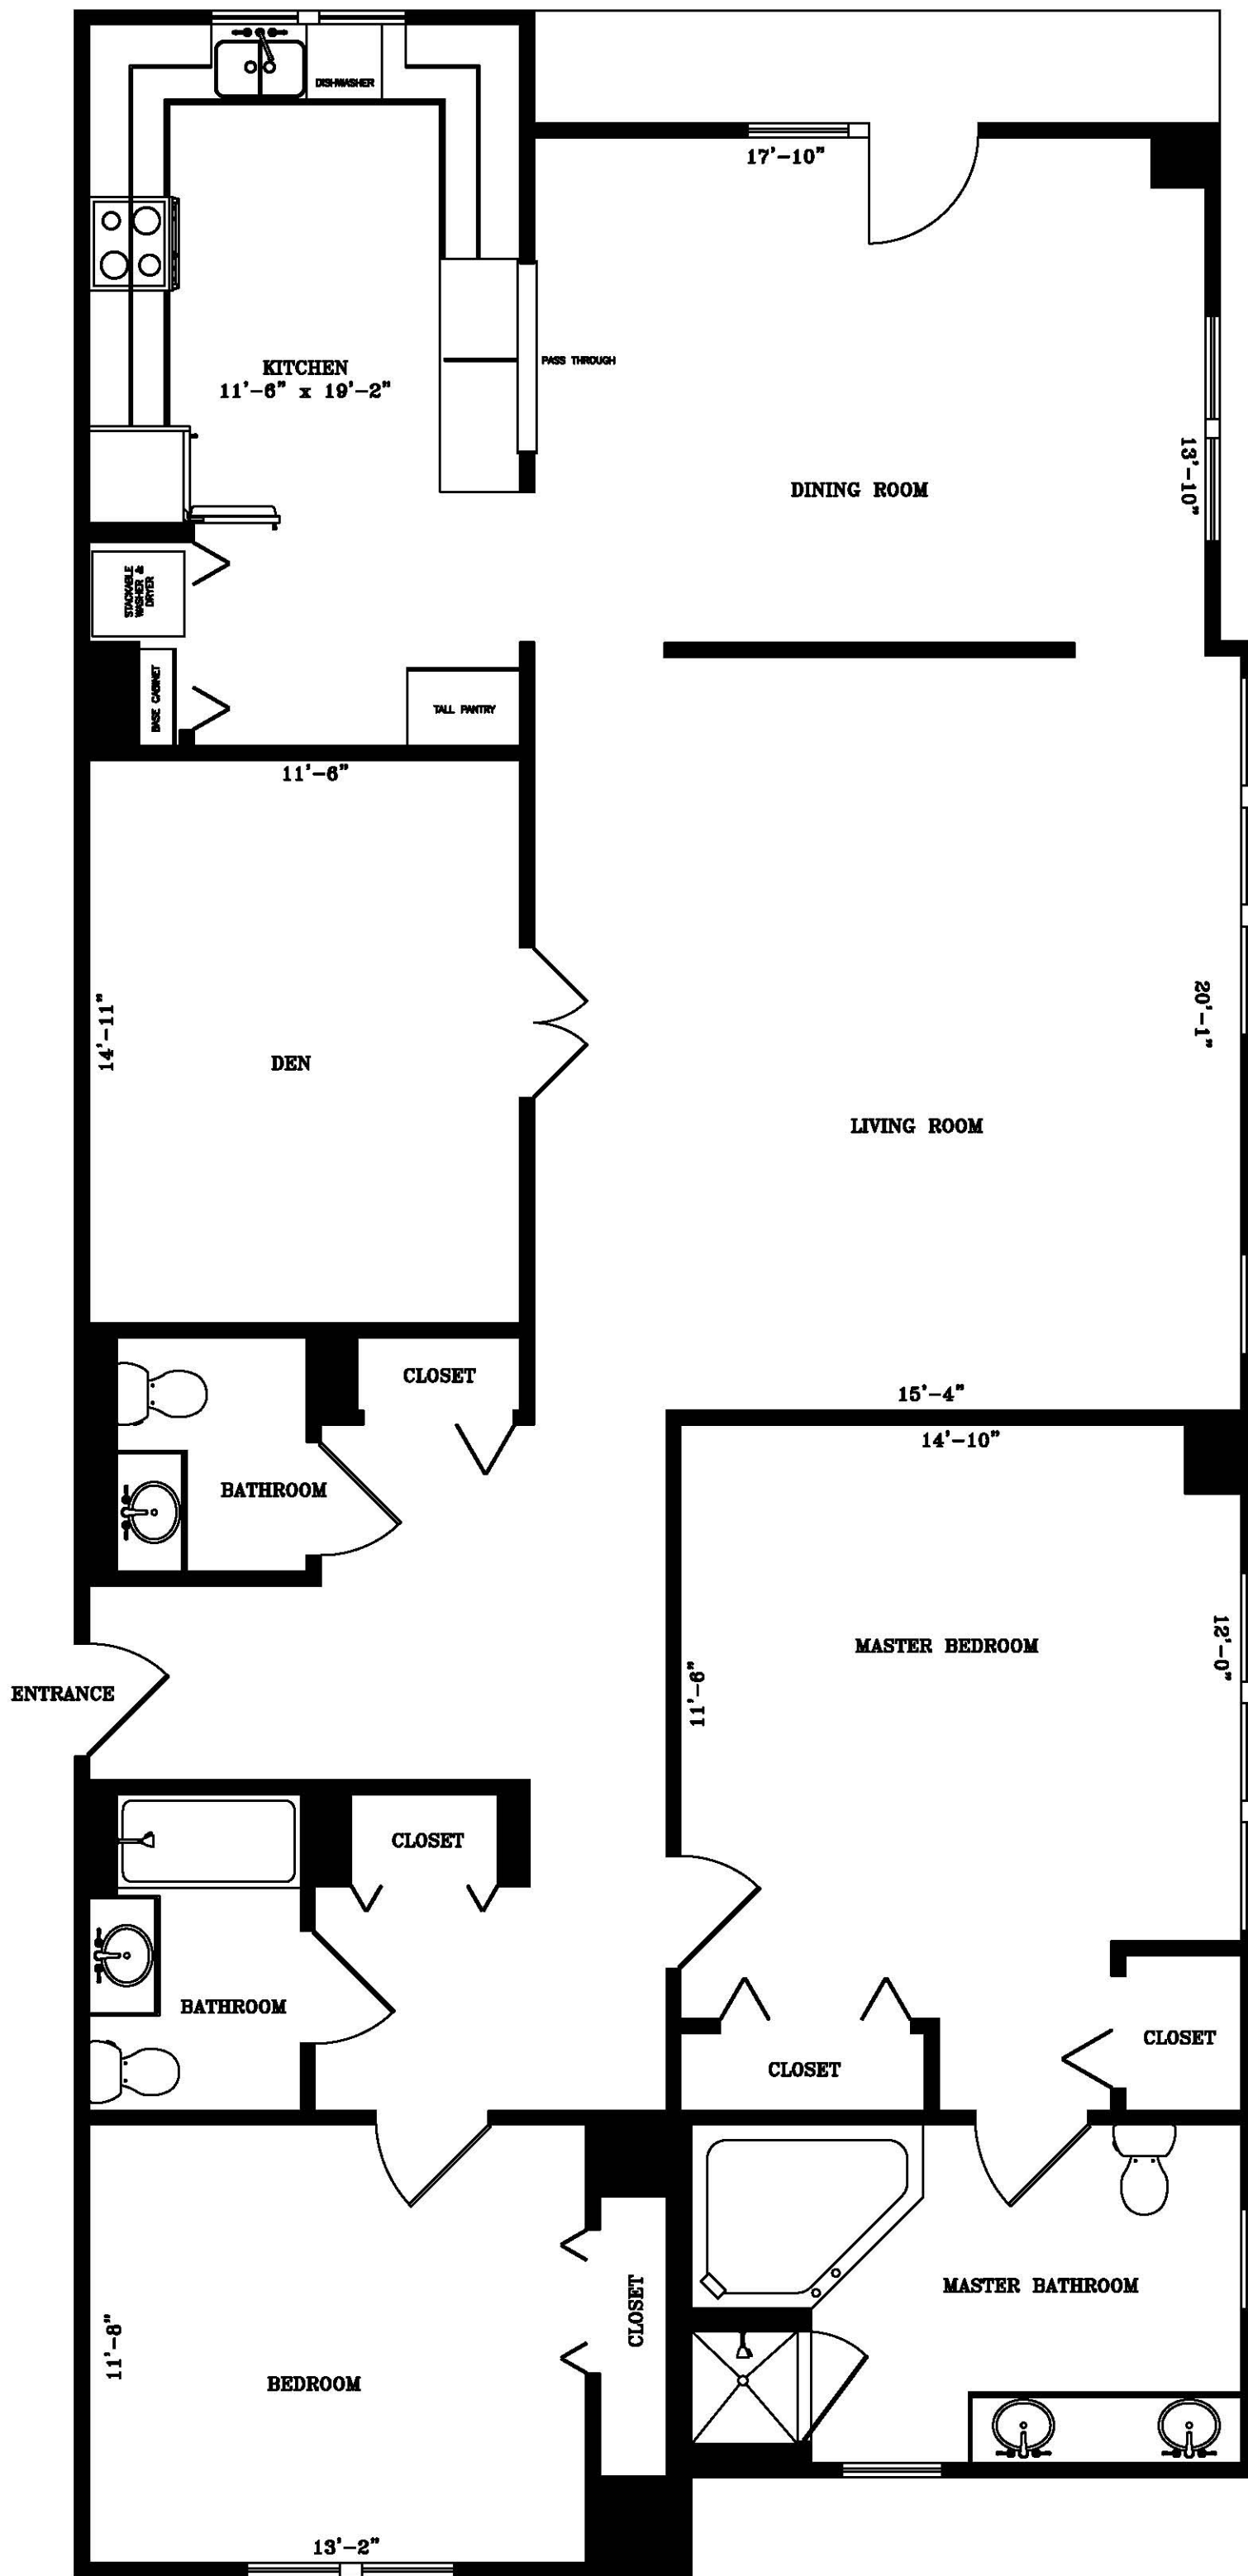 DISHWASHER
17'-10"
KITCHEN
11'-6" x 19'-2"
PASS THROUGH
13'-10"
DINING ROOM
STACKABLE
WASHER &
DRYER
BASE CABINET
TALL PANTRY
11'-6"
14'-11"
DEN
20'-1"
LIVING ROOM
CLOSET
15'-4"
14'-10"
BATHROOM
MASTER BEDROOM
12'-0"
11'-6"
ENTRANCE
CLOSET
BATHROOM
CLOSET
CLOSET
MASTER BATHROOM
CLOSET
11'-8"
BEDROOM
13'-2"